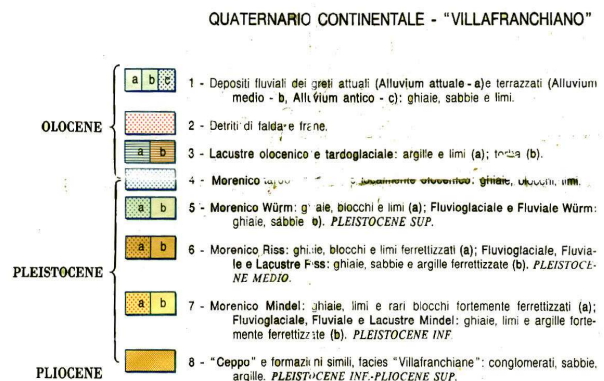 QUATERNARIO CONTINENTALE - "VILLAFRANCHIANO"
a b c
1 - Depositi fluviali dei greti attuali (Alluvium attuale - a) e terrazzati (Alluvium
medio - b, Alluvium antico - c): ghiaie, sabbie e limi.
OLOCENE
2 - Detriti di falda e frane.
a b
3 - Lacustre olocenico e tardoglaciale: argille e limi (a); torba (b).
4 - Morenico localmente olocenico: ghiaie, blocchi, limi.
a b
5 - Morenico Würm: ghiaie, blocchi e limi (a); Fluvioglaciale e Fluviale Würm:
ghiaie, sabbie b). PLEISTOCENE SUP.
PLEISTOCENE
a b
6 - Morenico Riss: ghiaie, blocchi e limi ferrettizzati (a); Fluvioglaciale, Fluvia-
le e Lacustre Riss: ghiaie, sabbie e argille ferrettizzate (b). PLEISTOCE-
NE MEDIO.
a b
7 - Morenico Mindel: ghiaie, limi e rari blocchi fortemente ferrettizzati (a);
Fluvioglaciale, Fluviale e Lacustre Mindel: ghiaie, limi e argille forte-
mente ferrettizzate (b). PLEISTOCENE INF.
PLIOCENE
8 - "Ceppo" e formazioni simili, facies "Villafranchiane": conglomerati, sabbie,
argille. PLEISTOCENE INF.-PLIOCENE SUP.